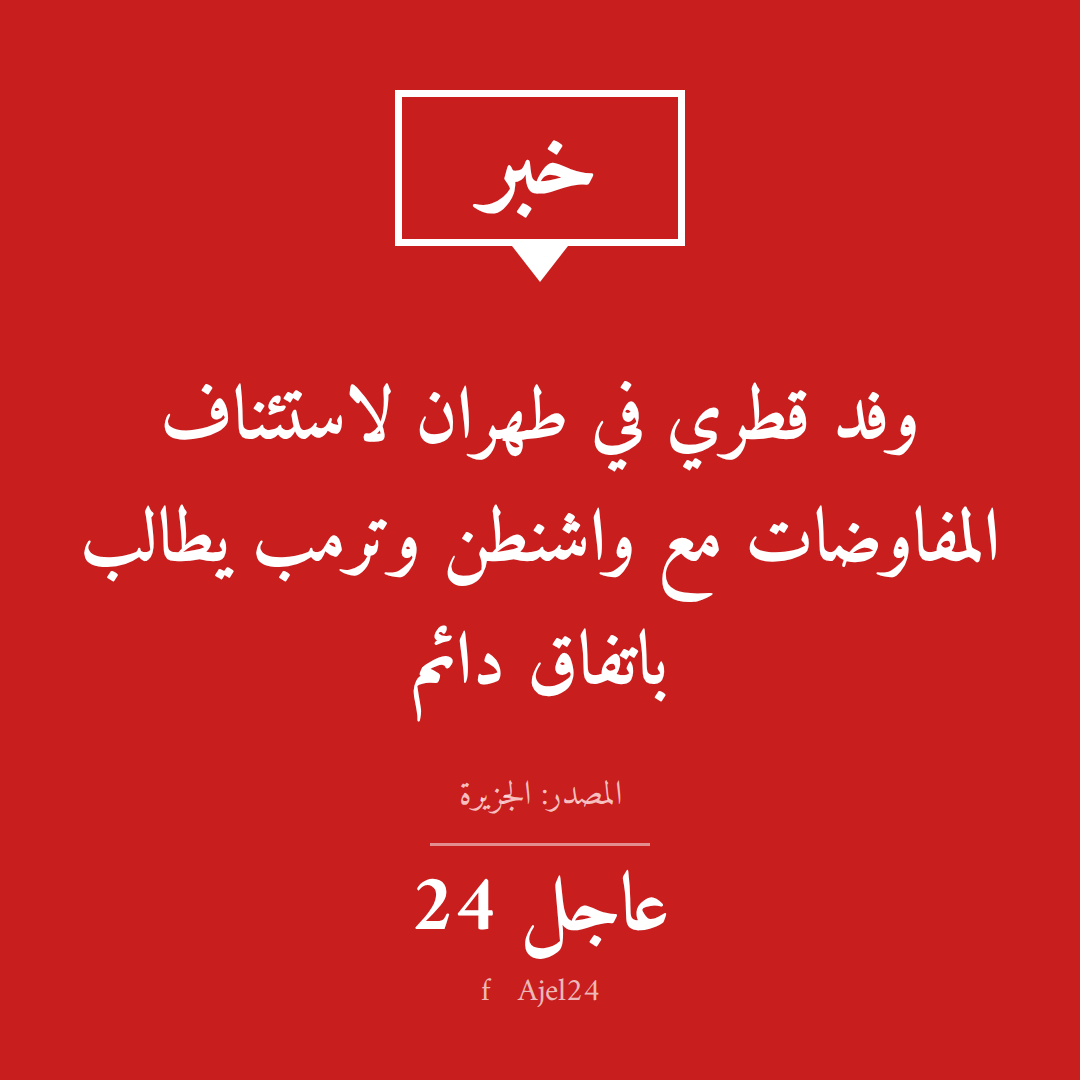 خبر
وفد قطري في طهران لاستئناف
المفاوضات مع واشنطن وترمب يطالب
باتفاق دائم
المصدر: الجزيرة
عاجل 24
f Ajel24